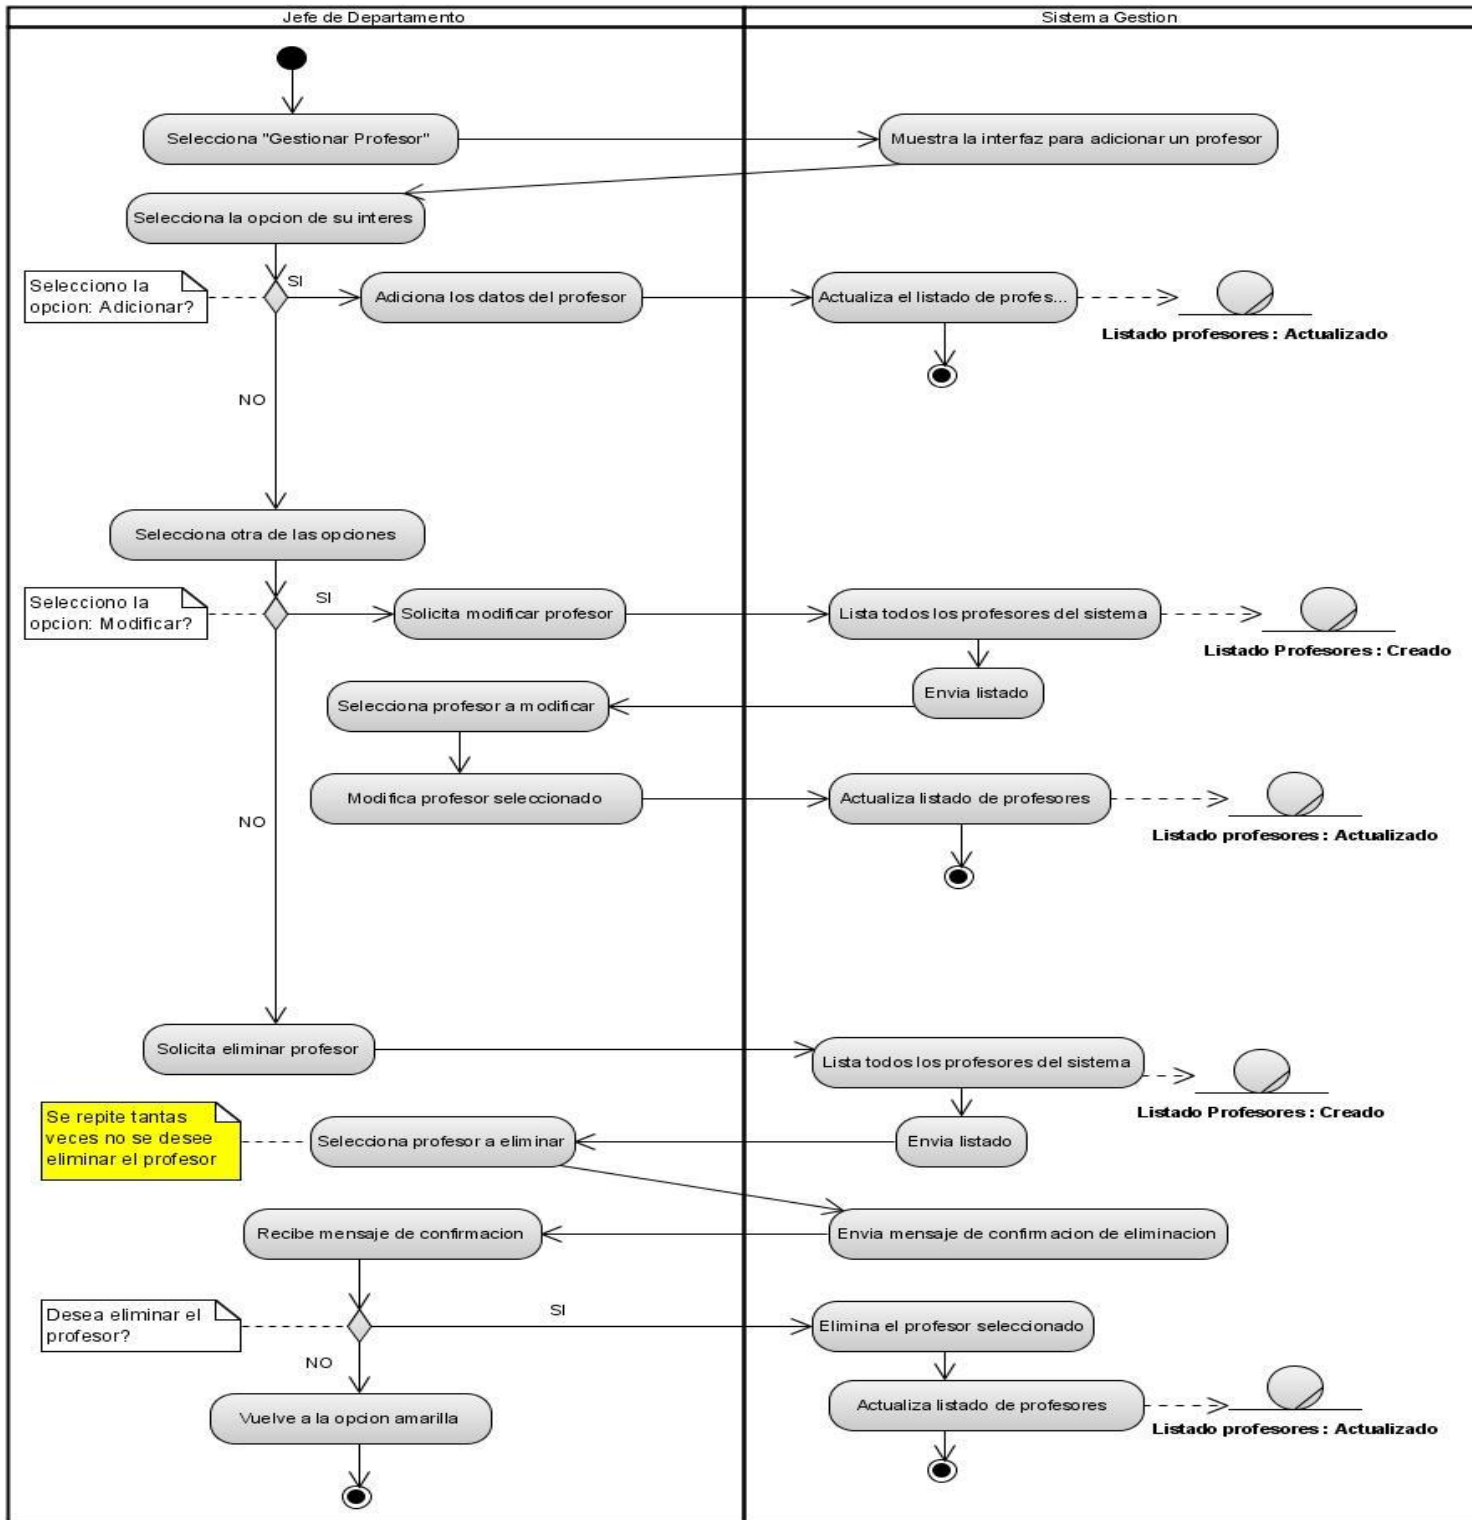 Jefe de Departamento
Sistema Gestion
Selecciona "Gestionar Profesor"
Muestra la interfaz para adicionar un profesor
Selecciona la opcion de su interes
Selecciono la
opcion: Adicionar?
SI
Adiciona los datos del profesor
Actualiza el listado de profes...
Listado profesores : Actualizado
NO
Selecciona otra de las opciones
Selecciono la
opcion: Modificar?
SI
Solicita modificar profesor
Lista todos los profesores del sistema
Listado Profesores : Creado
Envia listado
Selecciona profesor a modificar
Modifica profesor seleccionado
Actualiza listado de profesores
Listado profesores : Actualizado
NO
Solicita eliminar profesor
Lista todos los profesores del sistema
Listado Profesores : Creado
Se repite tantas
veces no se desee
eliminar el profesor
Selecciona profesor a eliminar
Envia listado
Recibe mensaje de confirmacion
Envia mensaje de confirmacion de eliminacion
Desea eliminar el
profesor?
SI
Elimina el profesor seleccionado
NO
Vuelve a la opcion amarilla
Actualiza listado de profesores
Listado profesores : Actualizado